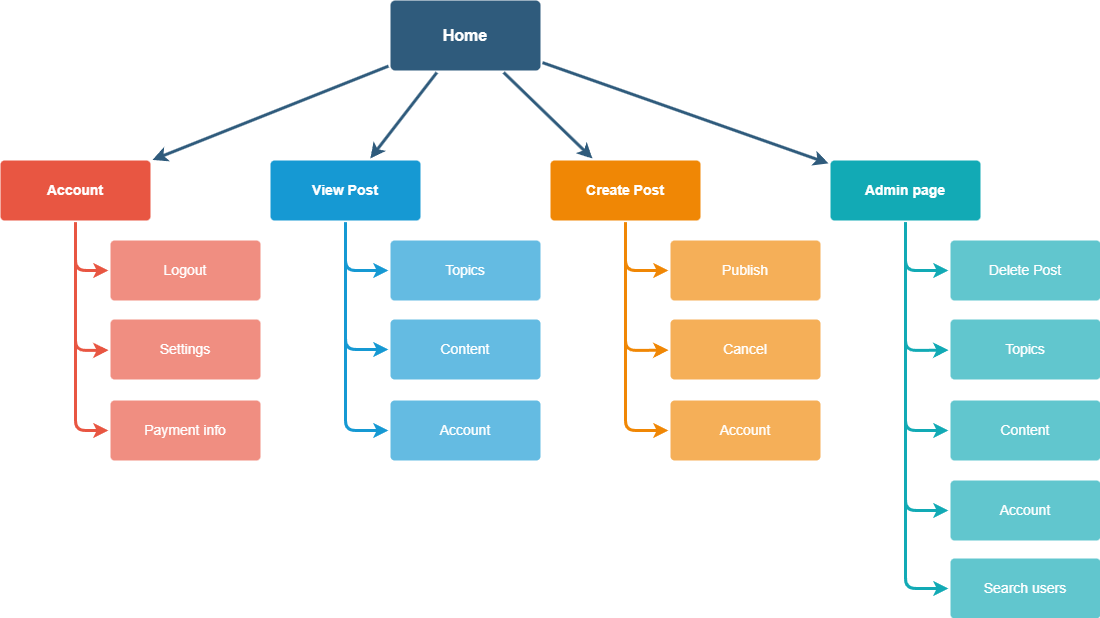 Home
Account
View Post
Create Post
Admin page
Logout
Settings
Payment info
Topics
Content
Account
Publish
Cancel
Account
Delete Post
Topics
Content
Account
Search users